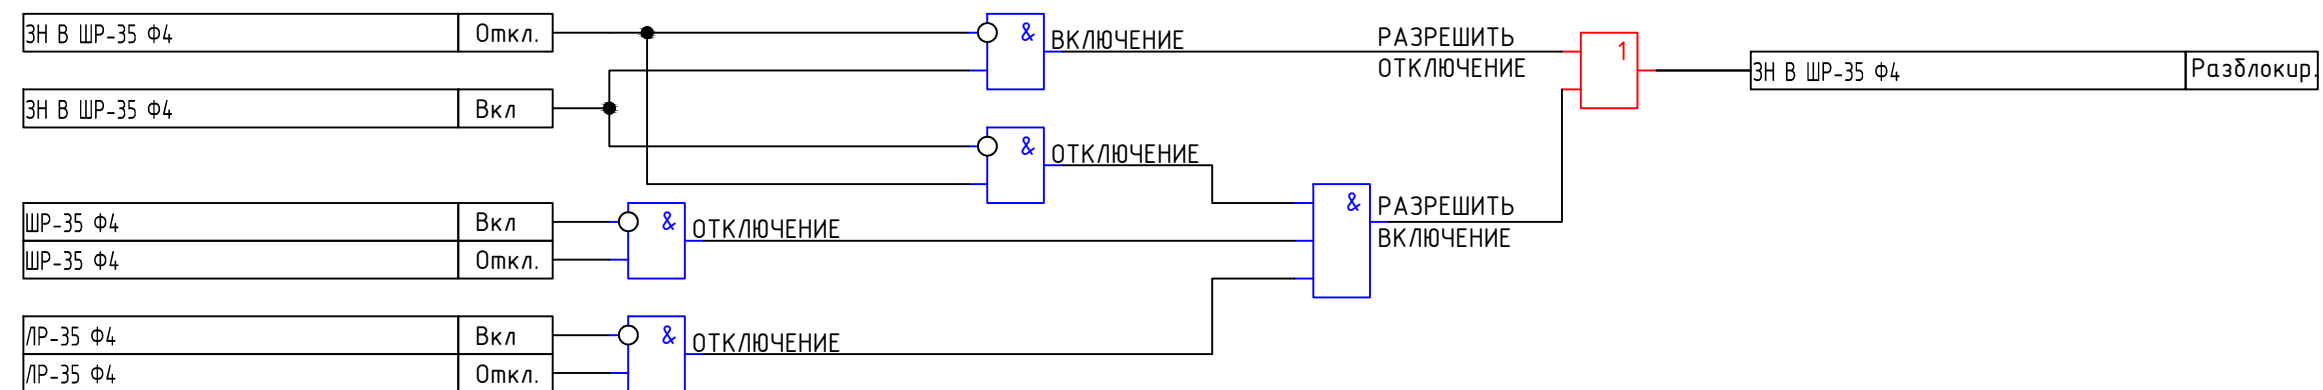 ЗН В ШР-35 Ф4 Откл.
& ВКЛЮЧЕНИЕ
РАЗРЕШИТЬ
ОТКЛЮЧЕНИЕ
1
ЗН В ШР-35 Ф4 Разблокир.
ЗН В ШР-35 Ф4 Вкл
& ОТКЛЮЧЕНИЕ
ШР-35 Ф4 Вкл
& ОТКЛЮЧЕНИЕ
ШР-35 Ф4 Откл.
& РАЗРЕШИТЬ
ВКЛЮЧЕНИЕ
ЛР-35 Ф4 Вкл
& ОТКЛЮЧЕНИЕ
ЛР-35 Ф4 Откл.